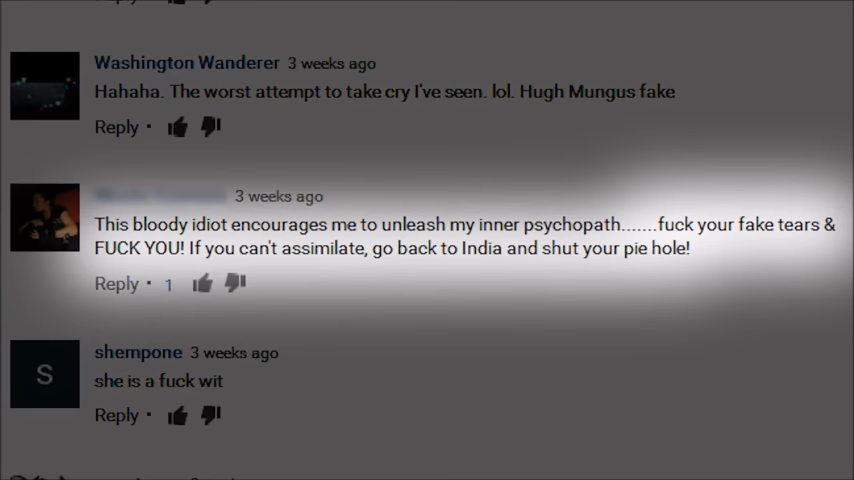 Washington Wanderer 3 weeks ago
Hahaha. The worst attempt to take cry I've seen. lol. Hugh Mungus fake
Reply
3 weeks ago
This bloody idiot encourages me to unleash my inner psychopath.......fuck your fake tears &
FUCK YOU! If you can't assimilate, go back to India and shut your pie hole!
Reply 1
S
shempone 3 weeks ago
she is a fuck wit
Reply